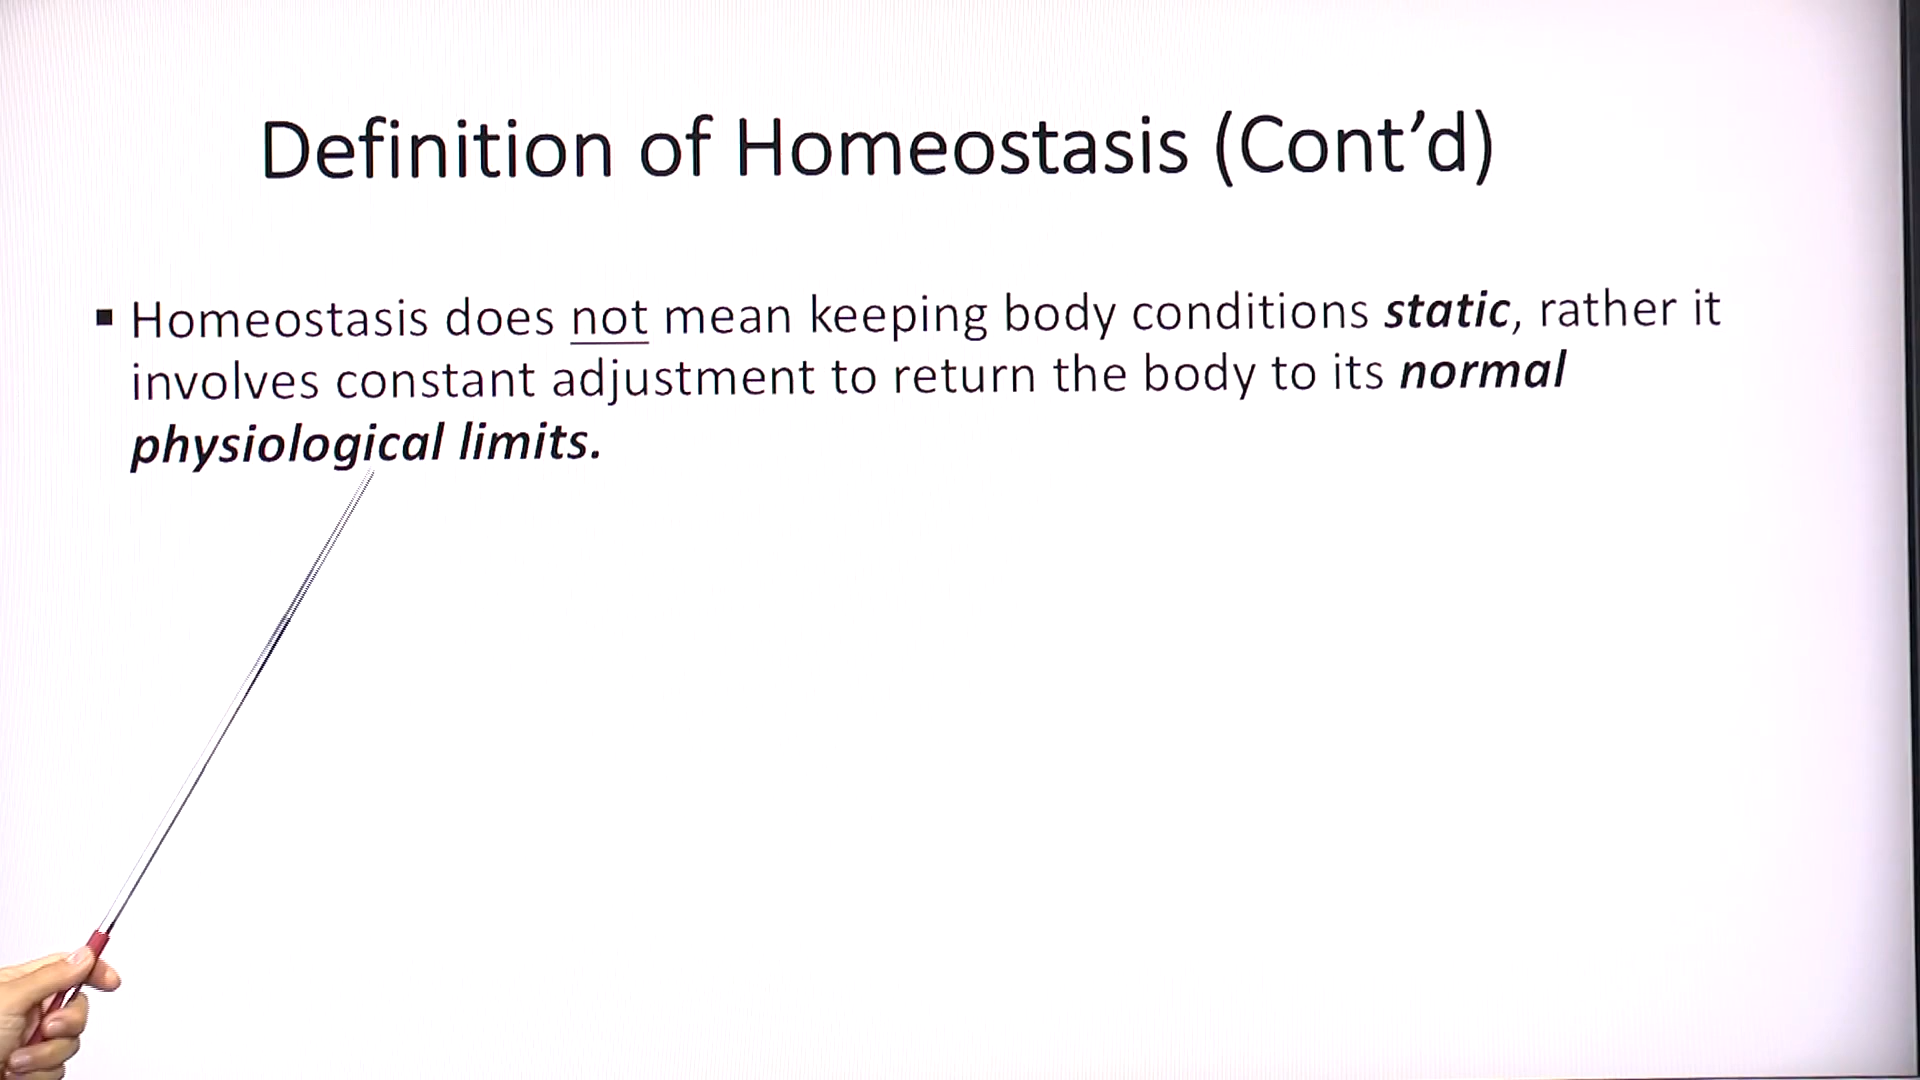 Definition of Homeostasis (Cont’d)
▪ Homeostasis does not mean keeping body conditions static, rather it
involves constant adjustment to return the body to its normal
physiological limits.